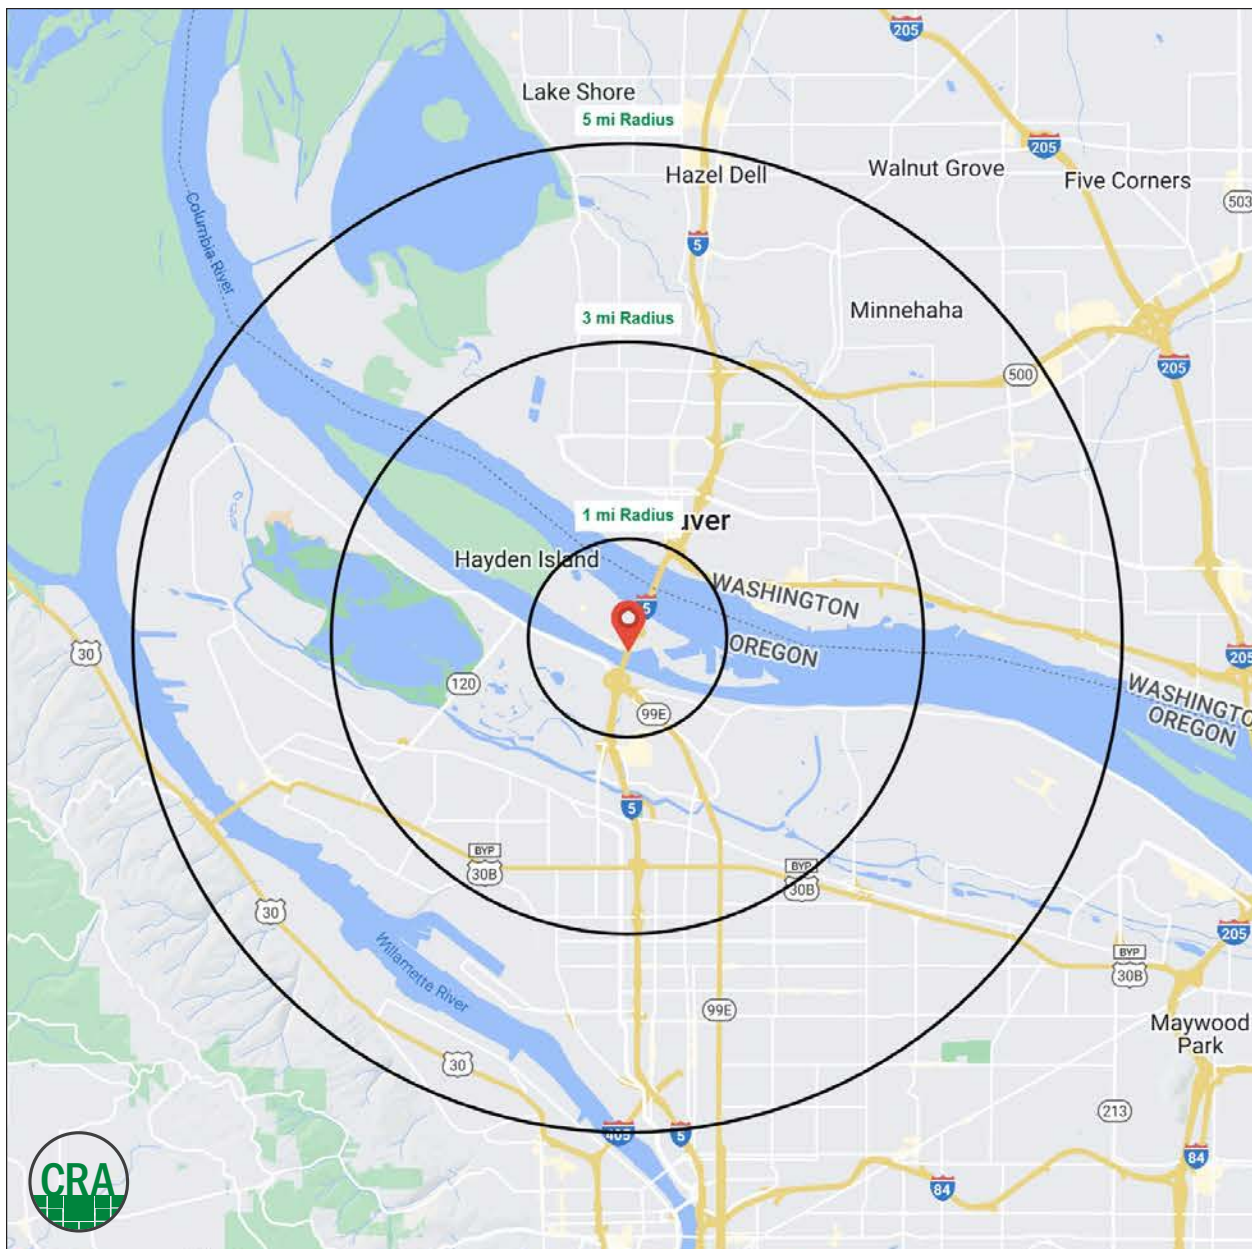 205
Lake Shore
5 mi Radius
205
Hazel Dell
Walnut Grove
Five Corners
503
Columbia River
5
Minnehaha
3 mi Radius
205
500
1 mi Radius
uver
Hayden Island
WASHINGTON
5
OREGON
30
205
120
WASHINGTO
OREGON
99E
5
BYP
30B
BYP
30B
30
205
Willamette River
BYP
30B
99E
Maywood
Park
30
213
405
5
84
84
CRA